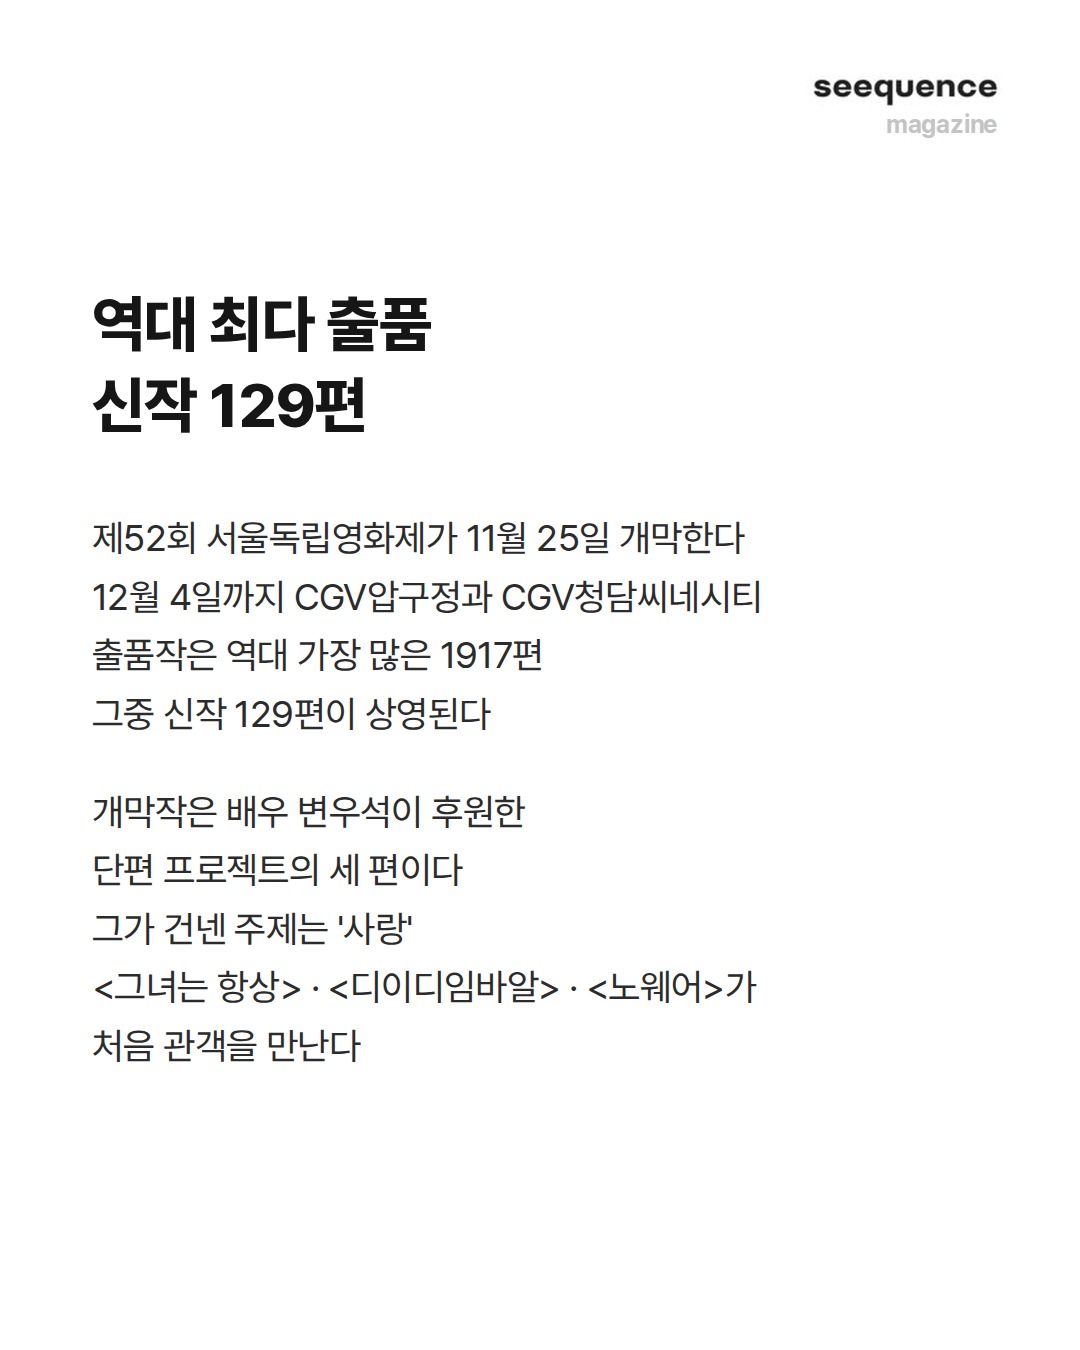 seequence
magazine
역대 최다 출품
신작 129편
제52회 서울독립영화제가 11월 25일 개막한다
12월 4일까지 CGV압구정과 CGV청담씨네시티
출품작은 역대 가장 많은 1917편
그중 신작 129편이 상영된다
개막작은 배우 변우석이 후원한
단편 프로젝트의 세 편이다
그가 건넨 주제는 '사랑'
<그녀는 항상> · <디이디임바알> · <노웨어>가
처음 관객을 만난다